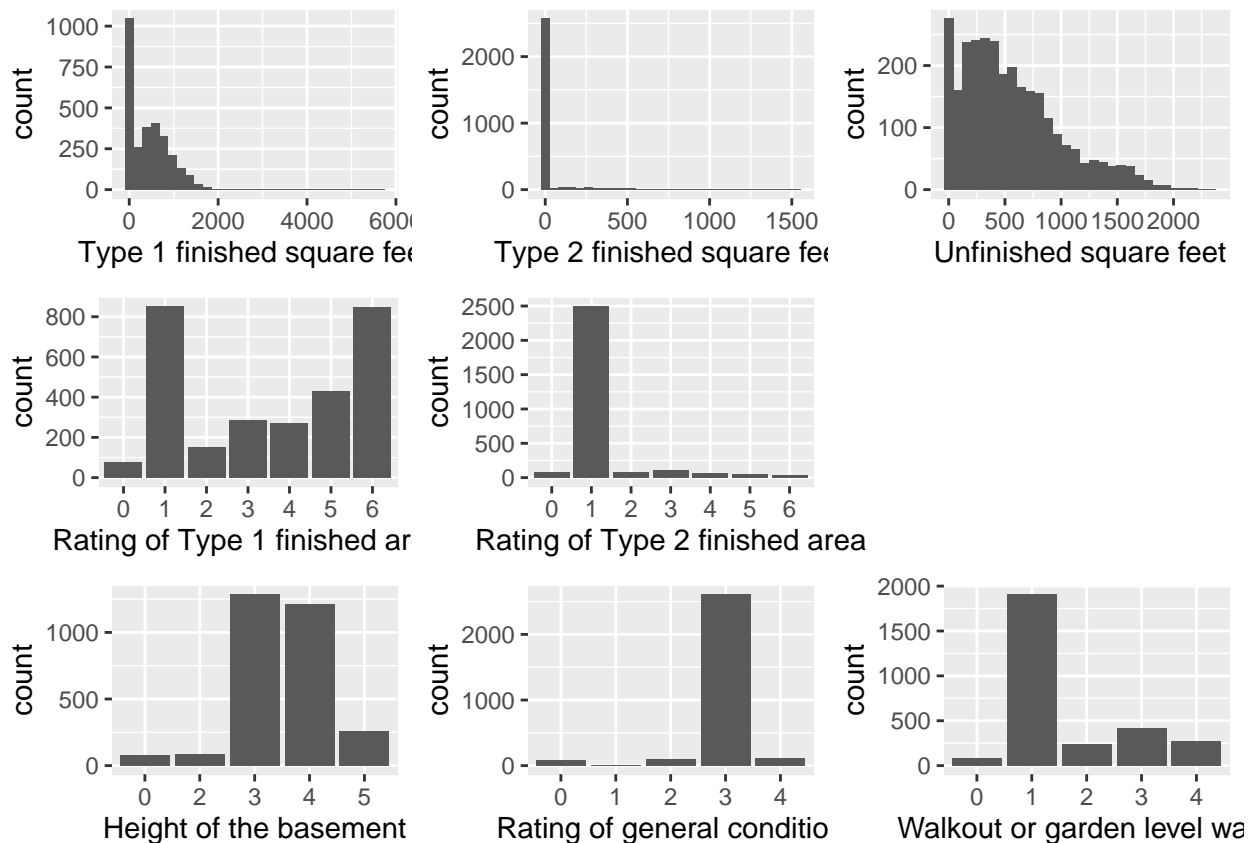 count
1000
750
500
250
0
0 2000 4000 6000
Type 1 finished square fee
count
2000
1000
0
0 500 1000 1500
Type 2 finished square fee
count
200
100
0
0 500 1000 1500 2000
Unfinished square feet
count
800
600
400
200
0
0 1 2 3 4 5 6
Rating of Type 1 finished ar
count
2500
2000
1500
1000
500
0
0 1 2 3 4 5 6
Rating of Type 2 finished area
count
1000
500
0
0 2 3 4 5
Height of the basement
count
2000
1000
0
0 1 2 3 4
Rating of general conditio
count
2000
1500
1000
500
0
0 1 2 3 4
Walkout or garden level wa